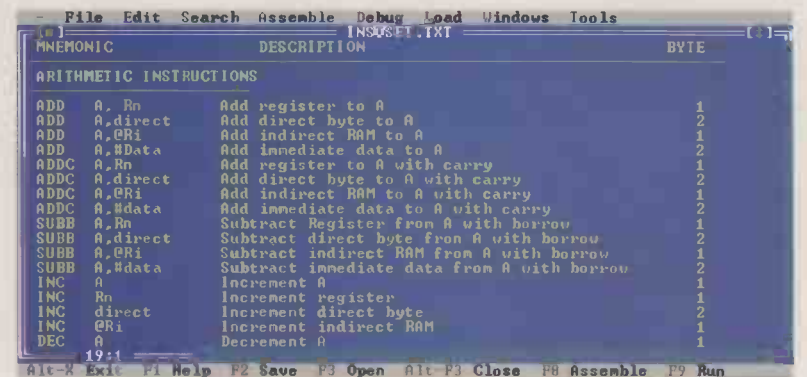 - File Edit Search Assemble Debug Load Windows Tools
INSUSET.TXT
MNEMONIC DESCRIPTION BYTE
ARITHMETIC INSTRUCTIONS
ADD A, Rn Add register to A 1
ADD A,direct Add direct byte to A 2
ADD A,@Ri Add indirect RAM to A 1
ADD A,#Data Add immediate data to A 2
ADDC A,Rn Add register to A with carry 1
ADDC A,direct Add direct byte to A with carry 2
ADDC A,@Ri Add indirect RAM to A with carry 1
ADDC A,#data Add immediate data to A with carry 2
SUBB A,Rn Subtract Register from A with borrow 1
SUBB A,direct Subtract direct byte fron A with borrow 2
SUBB A,@Ri Subtract indirect RAM from A with borrow 1
SUBB A,#data Subtract immediate data from A with borrow 2
INC A Increment A 1
INC Rn Increment register 1
INC direct Increment direct byte 2
INC @Ri Increment indirect RAM 1
DEC A Decrement A 1
19:1
Alt-X Exit F1 Help F2 Save F3 Open Alt-F3 Close F8 Assemble F9 Run